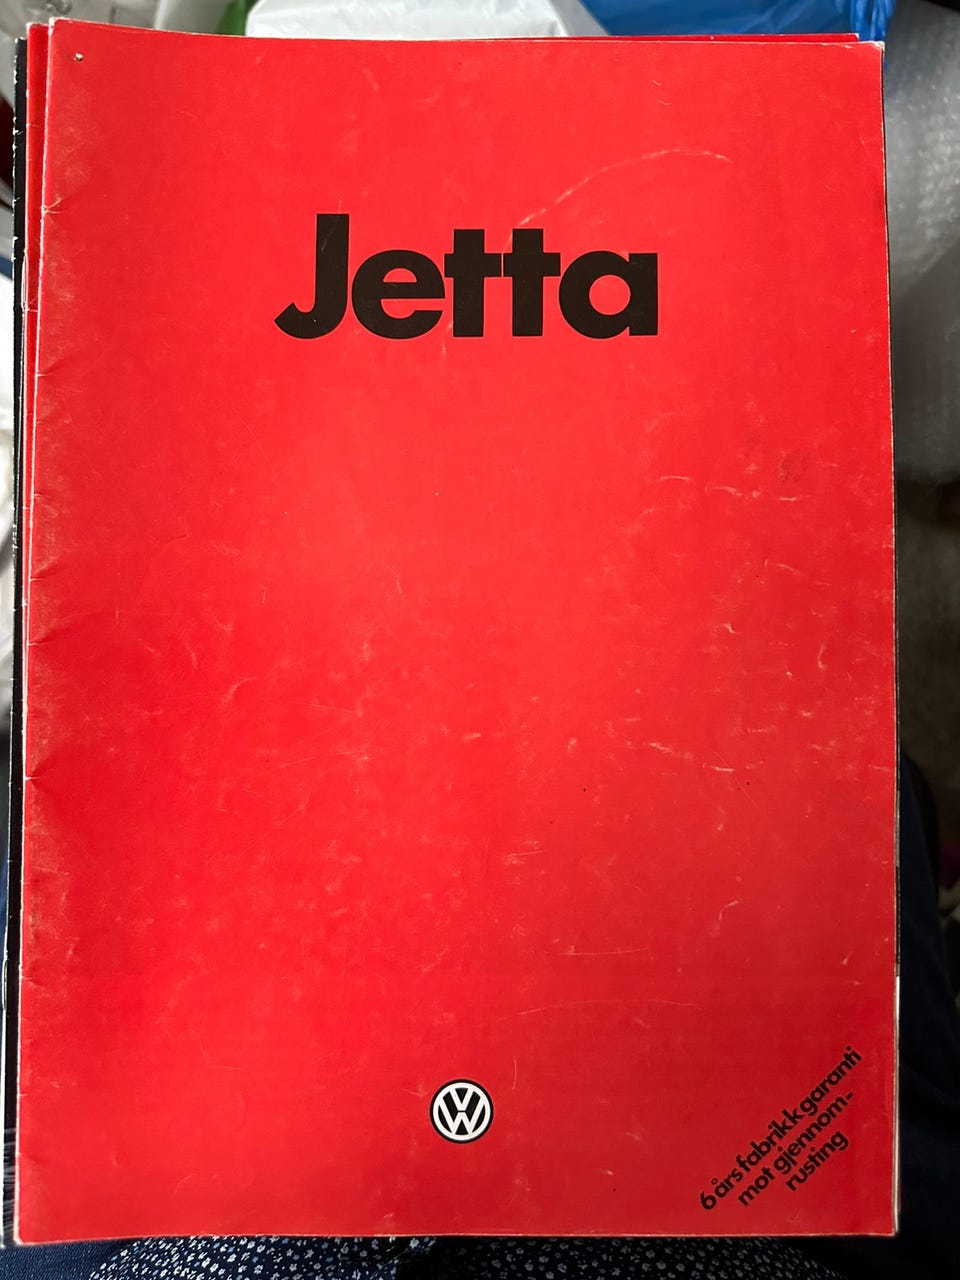 Jetta
VW
6 års fabrikkgaranti
mot gjennom-
rusting